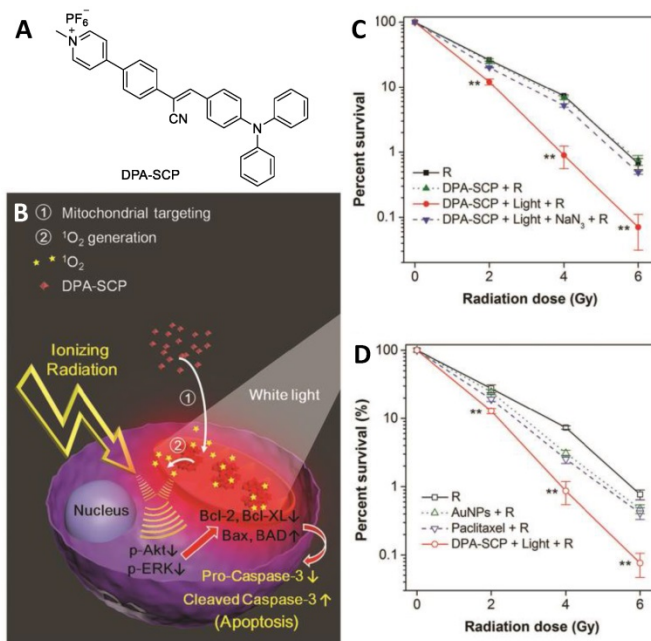 A
PF₆⁻
N⁺
CN
N
DPA-SCP
B
① Mitochondrial targeting
② ¹O₂ generation
¹O₂
DPA-SCP
Ionizing
Radiation
White light
①
②
Nucleus
Bcl-2, Bcl-XL↓
Bax, BAD↑
p-Akt↓
p-ERK↓
Pro-Caspase-3 ↓
Cleaved Caspase-3 ↑
(Apoptosis)
C
Percent survival
100
10
1
0.1
**
**
**
R
DPA-SCP + R
DPA-SCP + Light + R
DPA-SCP + Light + NaN₃ + R
0 2 4 6
Radiation dose (Gy)
D
Percent survival (%)
100
10
1
0.1
**
**
**
R
AuNPs + R
Paclitaxel + R
DPA-SCP + Light + R
0 2 4 6
Radiation dose (Gy)